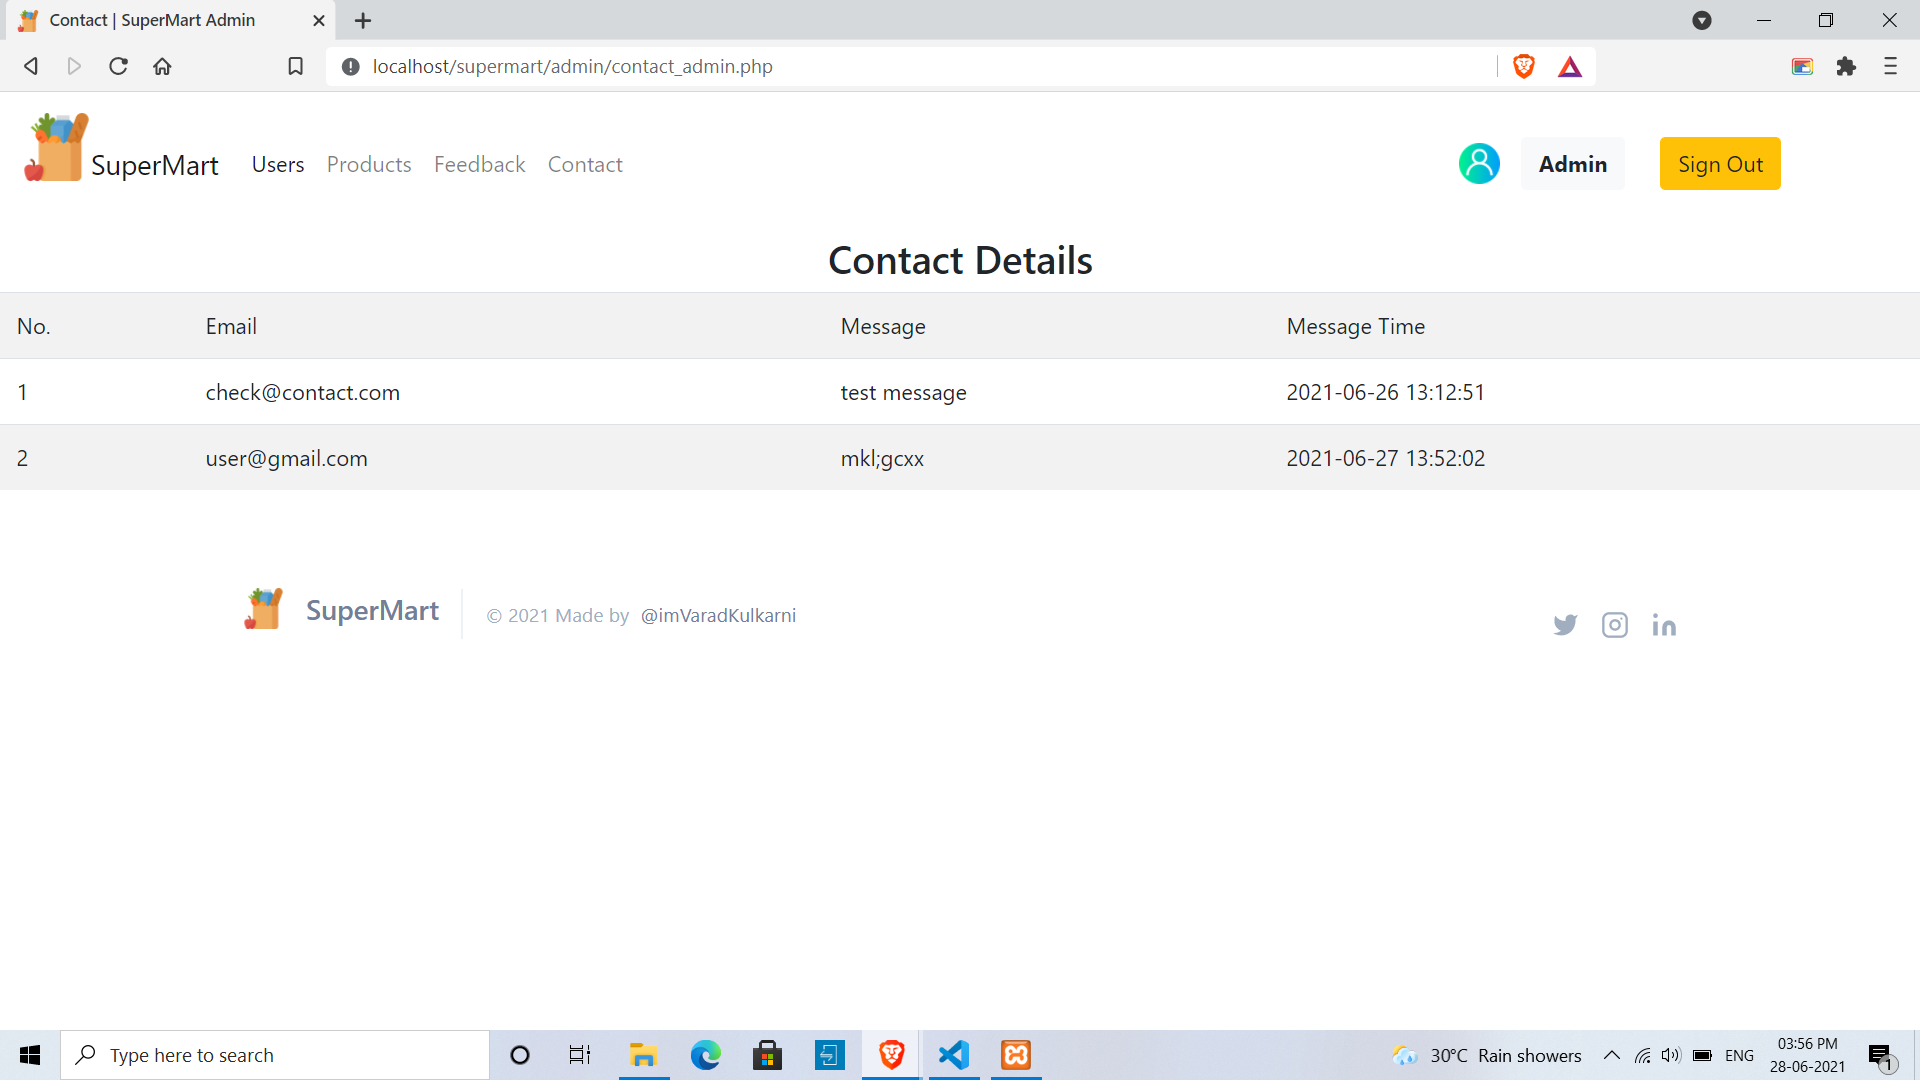 Contact | SuperMart Admin
localhost/supermart/admin/contact_admin.php
SuperMart Users Products Feedback Contact Admin Sign Out
Contact Details
No. Email Message Message Time
1 check@contact.com test message 2021-06-26 13:12:51
2 user@gmail.com mkl;gcxx 2021-06-27 13:52:02
SuperMart © 2021 Made by @imVaradKulkarni
Type here to search 30°C Rain showers ENG 03:56 PM
28-06-2021
1